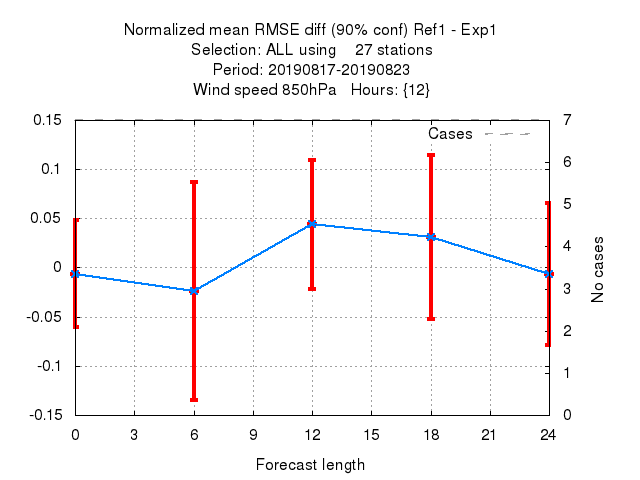 Normalized mean RMSE diff (90% conf) Ref1 - Exp1
Selection: ALL using    27 stations
Period: 20190817-20190823
Wind speed 850hPa   Hours: {12}
Cases
0.15
0.1
0.05
0
-0.05
-0.1
-0.15
7
6
5
4
3
2
1
0
No cases
0 3 6 9 12 15 18 21 24
Forecast length